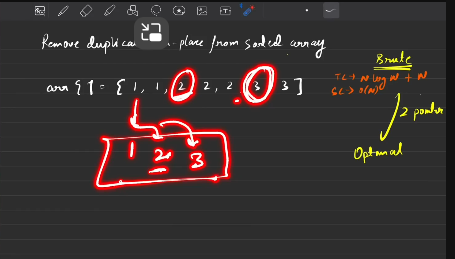 Remove duplica place from sorted array
arr [ ] = { 1, 1, 2 2, 2 3 3 ]
1 2 3
Brute
TC → N log N + N
SC → O(N)
2 pointer
Optimal